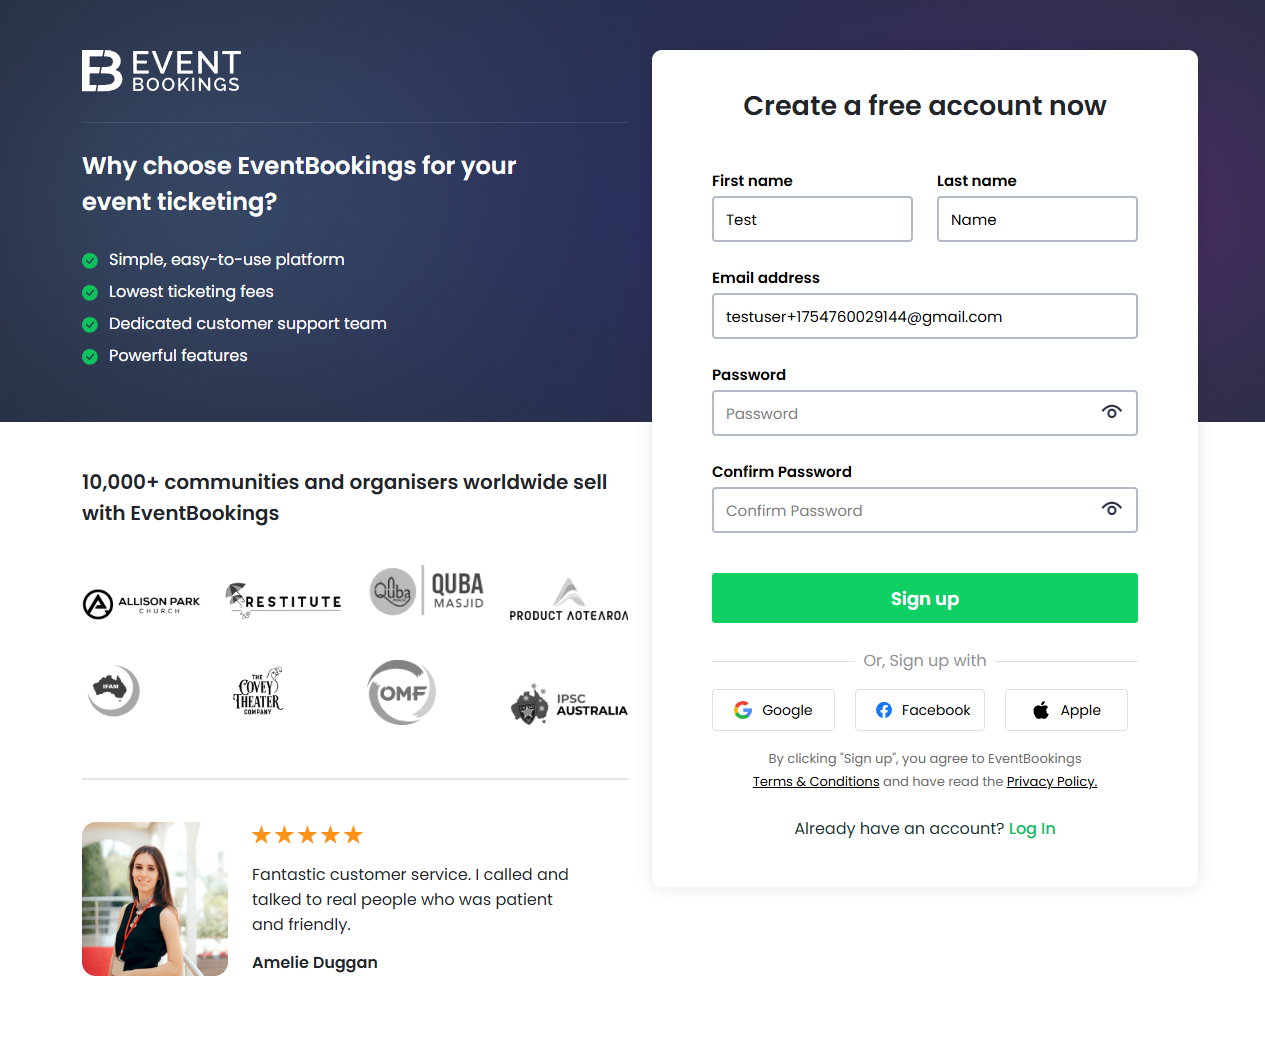 EVENT
BOOKINGS
Why choose EventBookings for your
event ticketing?
Simple, easy-to-use platform
Lowest ticketing fees
Dedicated customer support team
Powerful features
10,000+ communities and organisers worldwide sell
with EventBookings
ALLISON PARK
CHURCH
RESTITUTE
Quba
QUBA
MASJID
PRODUCT AOTEAROA
IFAM
THE
COVEY
THEATER
COMPANY
OMF
IPSC
AUSTRALIA
Fantastic customer service. I called and
talked to real people who was patient
and friendly.
Amelie Duggan
Create a free account now
First name
Last name
Test
Name
Email address
testuser+1754760029144@gmail.com
Password
Password
Confirm Password
Confirm Password
Sign up
Or, Sign up with
Google
Facebook
Apple
By clicking "Sign up", you agree to EventBookings
Terms & Conditions and have read the Privacy Policy.
Already have an account? Log In